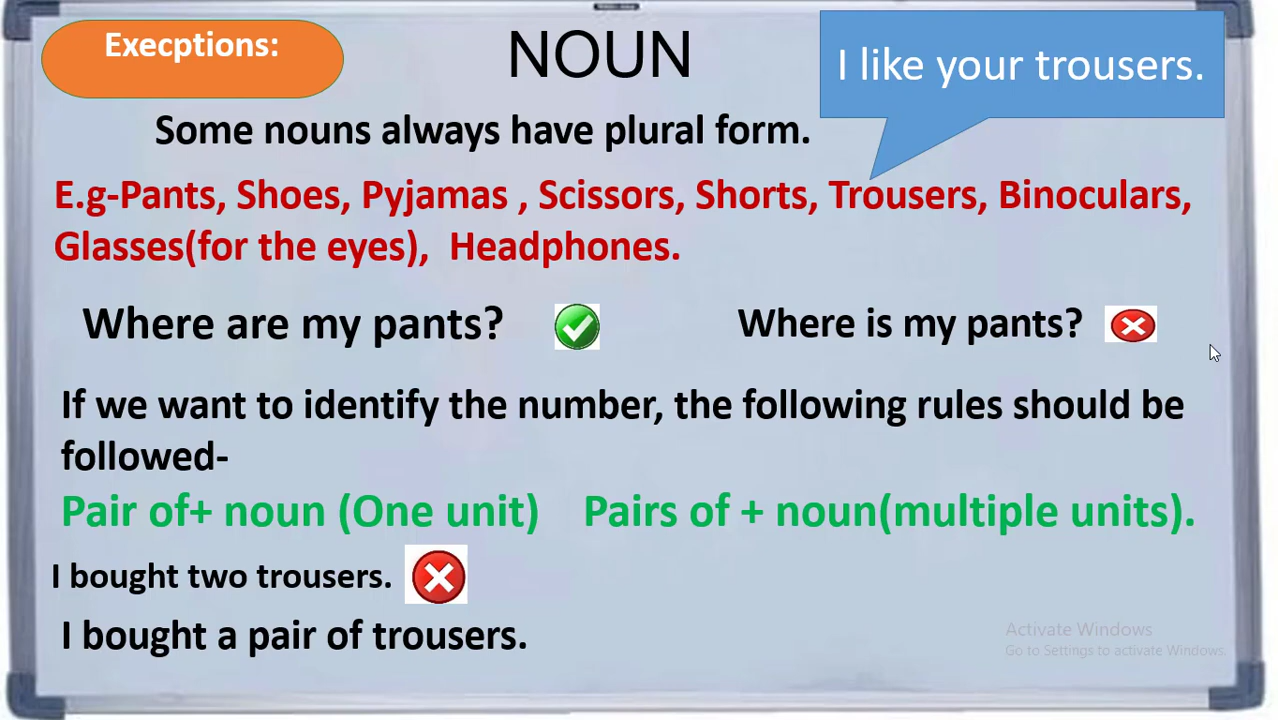 Execptions:
NOUN
I like your trousers.
Some nouns always have plural form.
E.g-Pants, Shoes, Pyjamas , Scissors, Shorts, Trousers, Binoculars,
Glasses(for the eyes),  Headphones.
Where are my pants?
Where is my pants?
If we want to identify the number, the following rules should be
followed-
Pair of+ noun (One unit)    Pairs of + noun(multiple units).
I bought two trousers.
I bought a pair of trousers.
Activate Windows
Go to Settings to activate Windows.